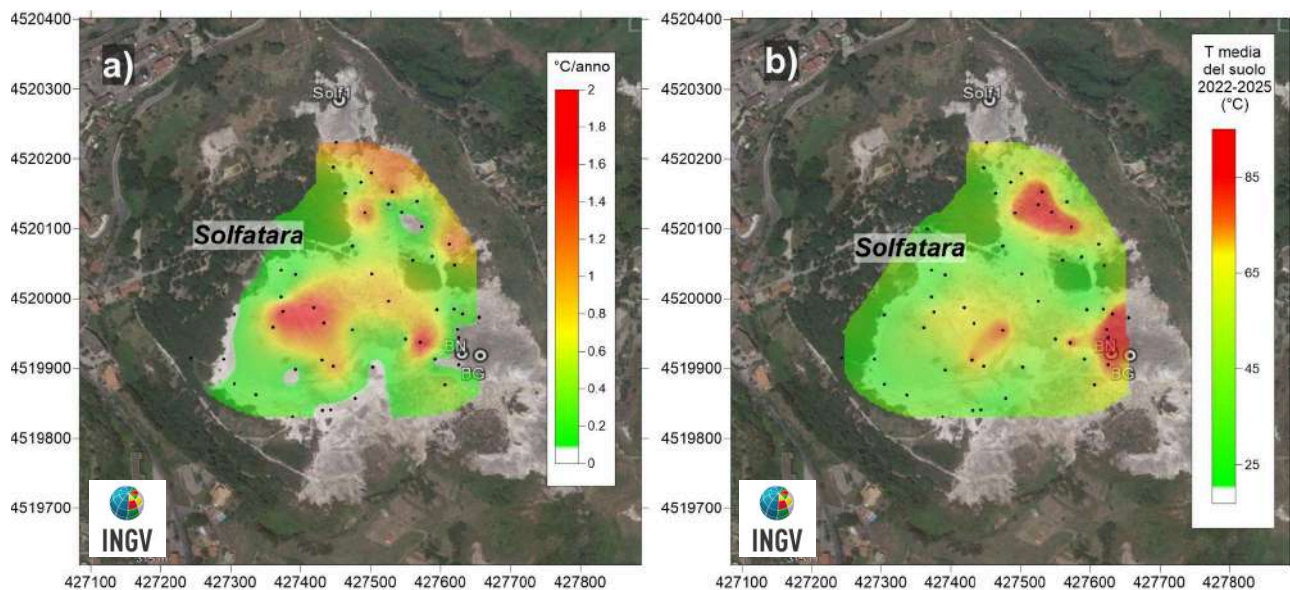 a)
°C/anno
2
1.8
1.6
1.4
1.2
1
0.8
0.6
0.4
0.2
0
Solf1
Solfatara
BN
BG
INGV
4520400
4520300
4520200
4520100
4520000
4519900
4519800
4519700
427100 427200 427300 427400 427500 427600 427700 427800
b)
T media
del suolo
2022-2025
(°C)
85
65
45
25
Solf1
Solfatara
BN
BG
INGV
4520400
4520300
4520200
4520100
4520000
4519900
4519800
4519700
427100 427200 427300 427400 427500 427600 427700 427800